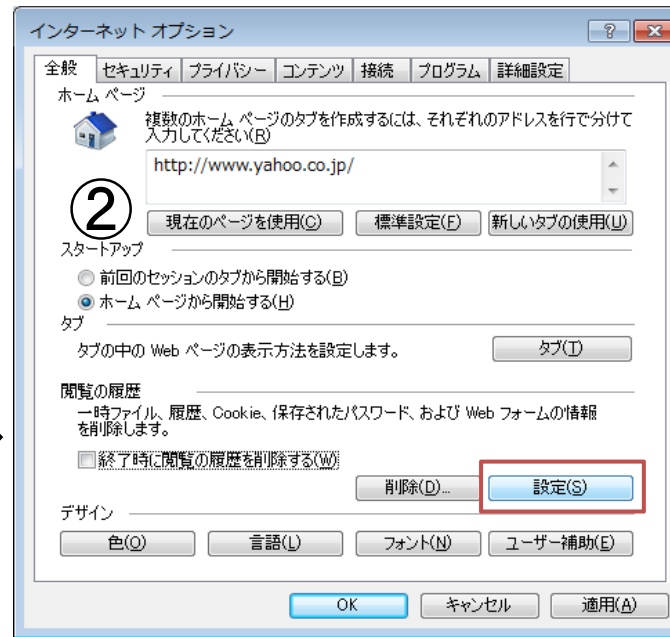 インターネット オプション
全般 セキュリティ プライバシー コンテンツ 接続 プログラム 詳細設定
ホーム ページ
複数のホーム ページのタブを作成するには、それぞれのアドレスを行で分けて
入力してください(R)
http://www.yahoo.co.jp/
②
現在のページを使用(C) 標準設定(F) 新しいタブの使用(U)
スタートアップ
前回のセッションのタブから開始する(B)
ホーム ページから開始する(H)
タブ
タブの中の Web ページの表示方法を設定します。 タブ(T)
閲覧の履歴
一時ファイル、履歴、Cookie、保存されたパスワード、および Web フォームの情報
を削除します。
終了時に閲覧の履歴を削除する(W)
削除(D)... 設定(S)
デザイン
色(O) 言語(L) フォント(N) ユーザー補助(E)
OK キャンセル 適用(A)